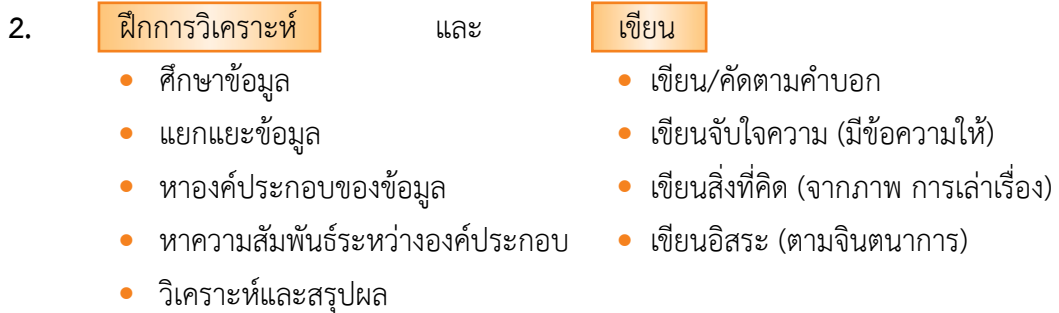 2. ฝึกการวิเคราะห์ และ เขียน
• ศึกษาข้อมูล • เขียน/คัดตามคำบอก
• แยกแยะข้อมูล • เขียนจับใจความ (มีข้อความให้)
• หาองค์ประกอบของข้อมูล • เขียนสิ่งที่คิด (จากภาพ การเล่าเรื่อง)
• หาความสัมพันธ์ระหว่างองค์ประกอบ • เขียนอิสระ (ตามจินตนาการ)
• วิเคราะห์และสรุปผล